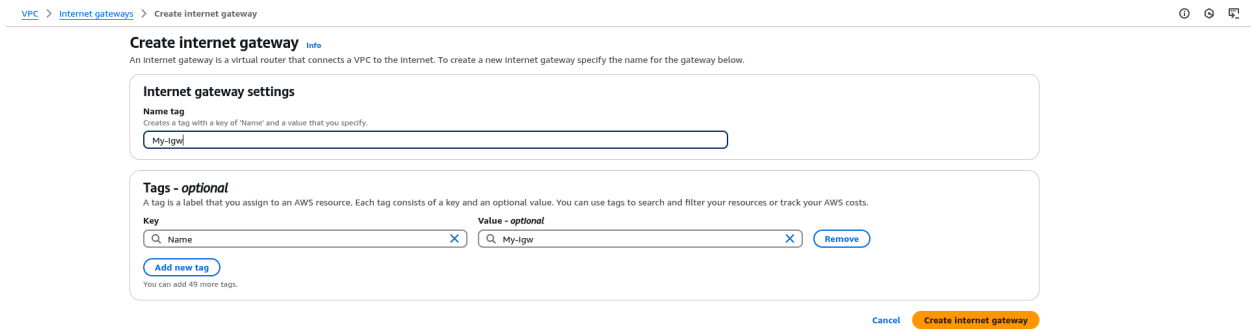 VPC > Internet gateways > Create internet gateway
Create internet gateway Info
An internet gateway is a virtual router that connects a VPC to the internet. To create a new internet gateway specify the name for the gateway below.
Internet gateway settings
Name tag
Creates a tag with a key of 'Name' and a value that you specify.
My-Igw
Tags - optional
A tag is a label that you assign to an AWS resource. Each tag consists of a key and an optional value. You can use tags to search and filter your resources or track your AWS costs.
Key Value - optional
Name My-Igw Remove
Add new tag
You can add 49 more tags.
Cancel Create internet gateway